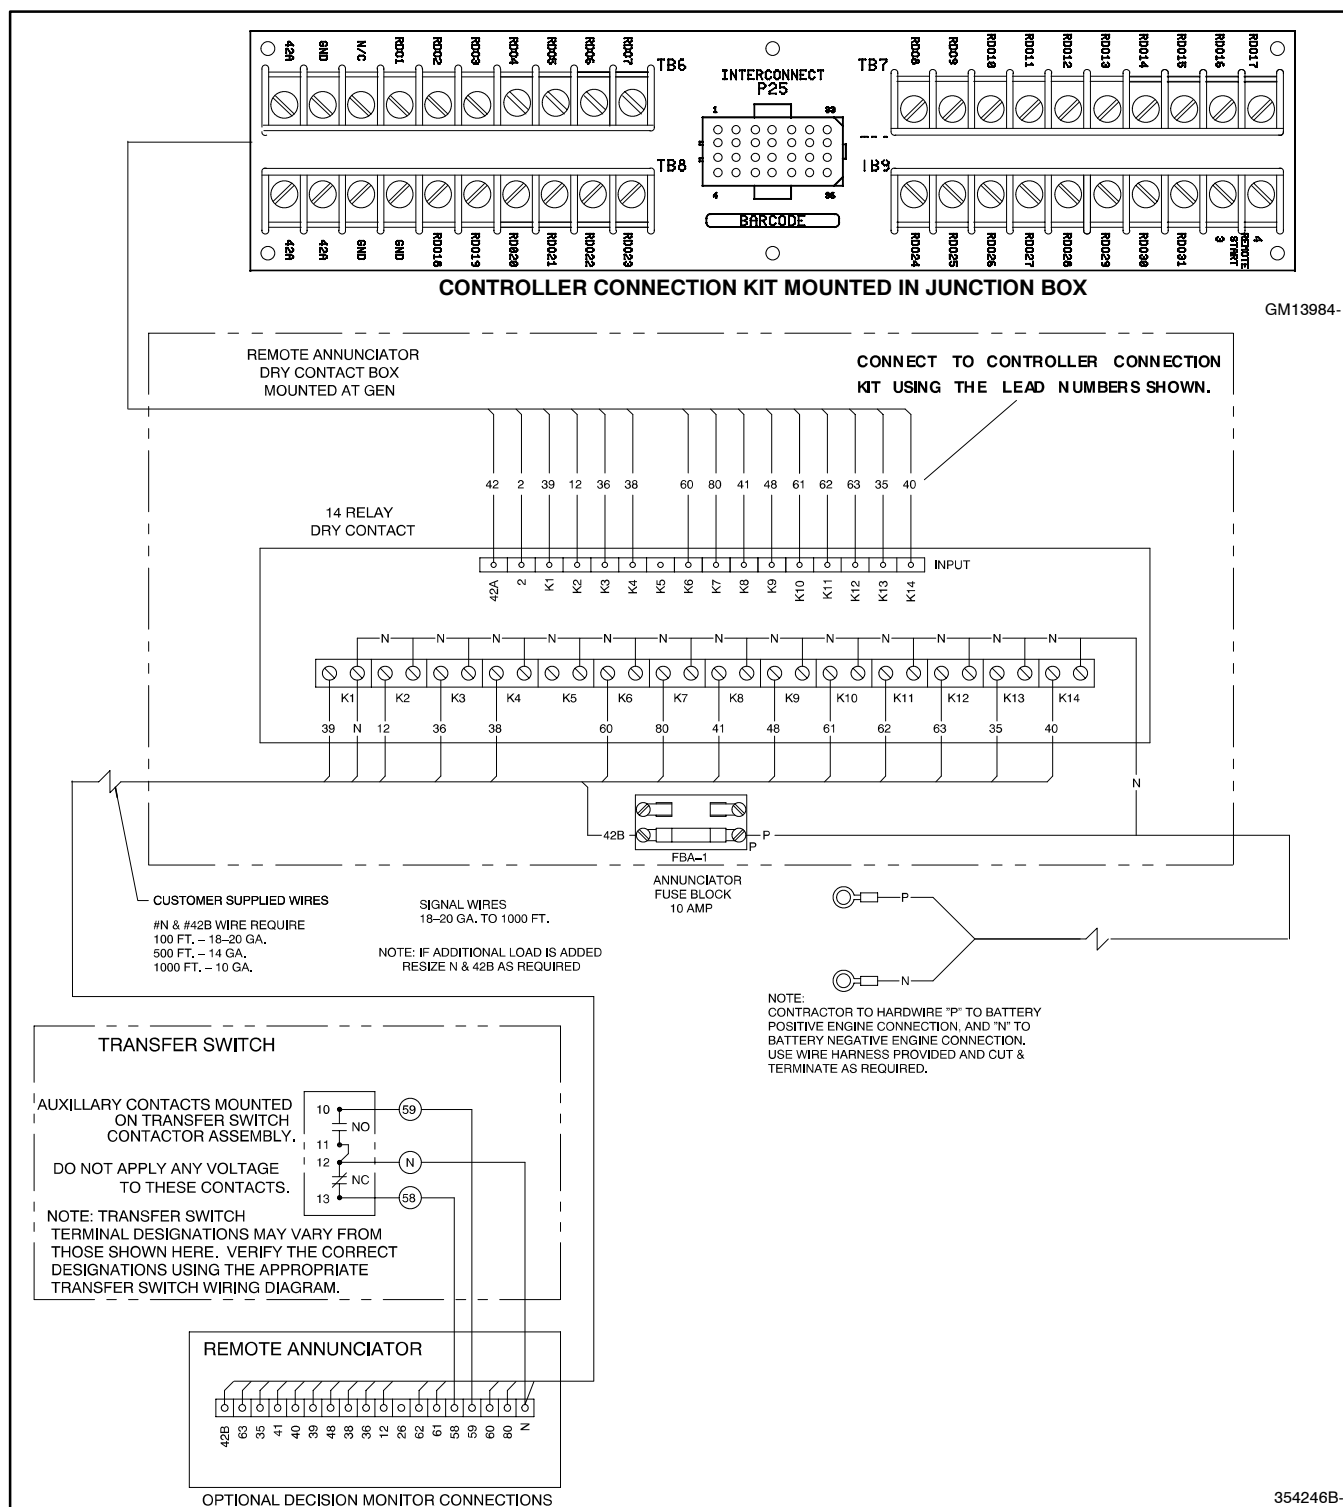 42A GND N/C RDO1 RDO2 RDO3 RDO4 RDO5 RDO6 RDO7
TB6
INTERCONNECT
P25
TB7
RDO8 RDO9 RDO10 RDO11 RDO12 RDO13 RDO14 RDO15 RDO16 RDO17
1
33
TB8
TB9
4
BARCODE
42A 42A GND GND RDO18 RDO19 RDO20 RDO21 RDO22 RDO23
RDO24 RDO25 RDO26 RDO27 RDO28 RDO29 RDO30 RDO31 3 REMOTE START 4
CONTROLLER CONNECTION KIT MOUNTED IN JUNCTION BOX
GM13984-
REMOTE ANNUNCIATOR
DRY CONTACT BOX
MOUNTED AT GEN
CONNECT TO CONTROLLER CONNECTION
KIT USING THE LEAD NUMBERS SHOWN.
42 2 39 12 36 38 60 80 41 48 61 62 63 35 40
14 RELAY
DRY CONTACT
INPUT
42A 2 K1 K2 K3 K4 K5 K6 K7 K8 K9 K10 K11 K12 K13 K14
N N N N N N N N N N N N N
K1 K2 K3 K4 K5 K6 K7 K8 K9 K10 K11 K12 K13 K14
39 N 12 36 38 60 80 41 48 61 62 63 35 40
N
42B
P
P
FBA-1
ANNUNCIATOR
FUSE BLOCK
10 AMP
CUSTOMER SUPPLIED WIRES
#N & #42B WIRE REQUIRE
100 FT. – 18–20 GA.
500 FT. – 14 GA.
1000 FT. – 10 GA.
SIGNAL WIRES
18–20 GA. TO 1000 FT.
NOTE: IF ADDITIONAL LOAD IS ADDED
RESIZE N & 42B AS REQUIRED
P
N
NOTE:
CONTRACTOR TO HARDWIRE "P" TO BATTERY
POSITIVE ENGINE CONNECTION, AND "N" TO
BATTERY NEGATIVE ENGINE CONNECTION.
USE WIRE HARNESS PROVIDED AND CUT &
TERMINATE AS REQUIRED.
TRANSFER SWITCH
AUXILLARY CONTACTS MOUNTED
ON TRANSFER SWITCH
CONTACTOR ASSEMBLY.
DO NOT APPLY ANY VOLTAGE
TO THESE CONTACTS.
10 59
NO
11
12 N
NC
13 58
NOTE: TRANSFER SWITCH
TERMINAL DESIGNATIONS MAY VARY FROM
THOSE SHOWN HERE. VERIFY THE CORRECT
DESIGNATIONS USING THE APPROPRIATE
TRANSFER SWITCH WIRING DIAGRAM.
REMOTE ANNUNCIATOR
42B 63 35 41 40 39 48 38 36 12 26 62 61 58 59 60 80 N
OPTIONAL DECISION MONITOR CONNECTIONS
354246B-